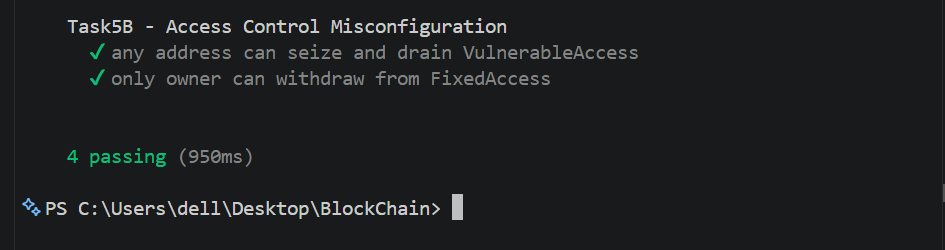 Task5B - Access Control Misconfiguration
✓ any address can seize and drain VulnerableAccess
✓ only owner can withdraw from FixedAccess
4 passing (950ms)
PS C:\Users\dell\Desktop\BlockChain>